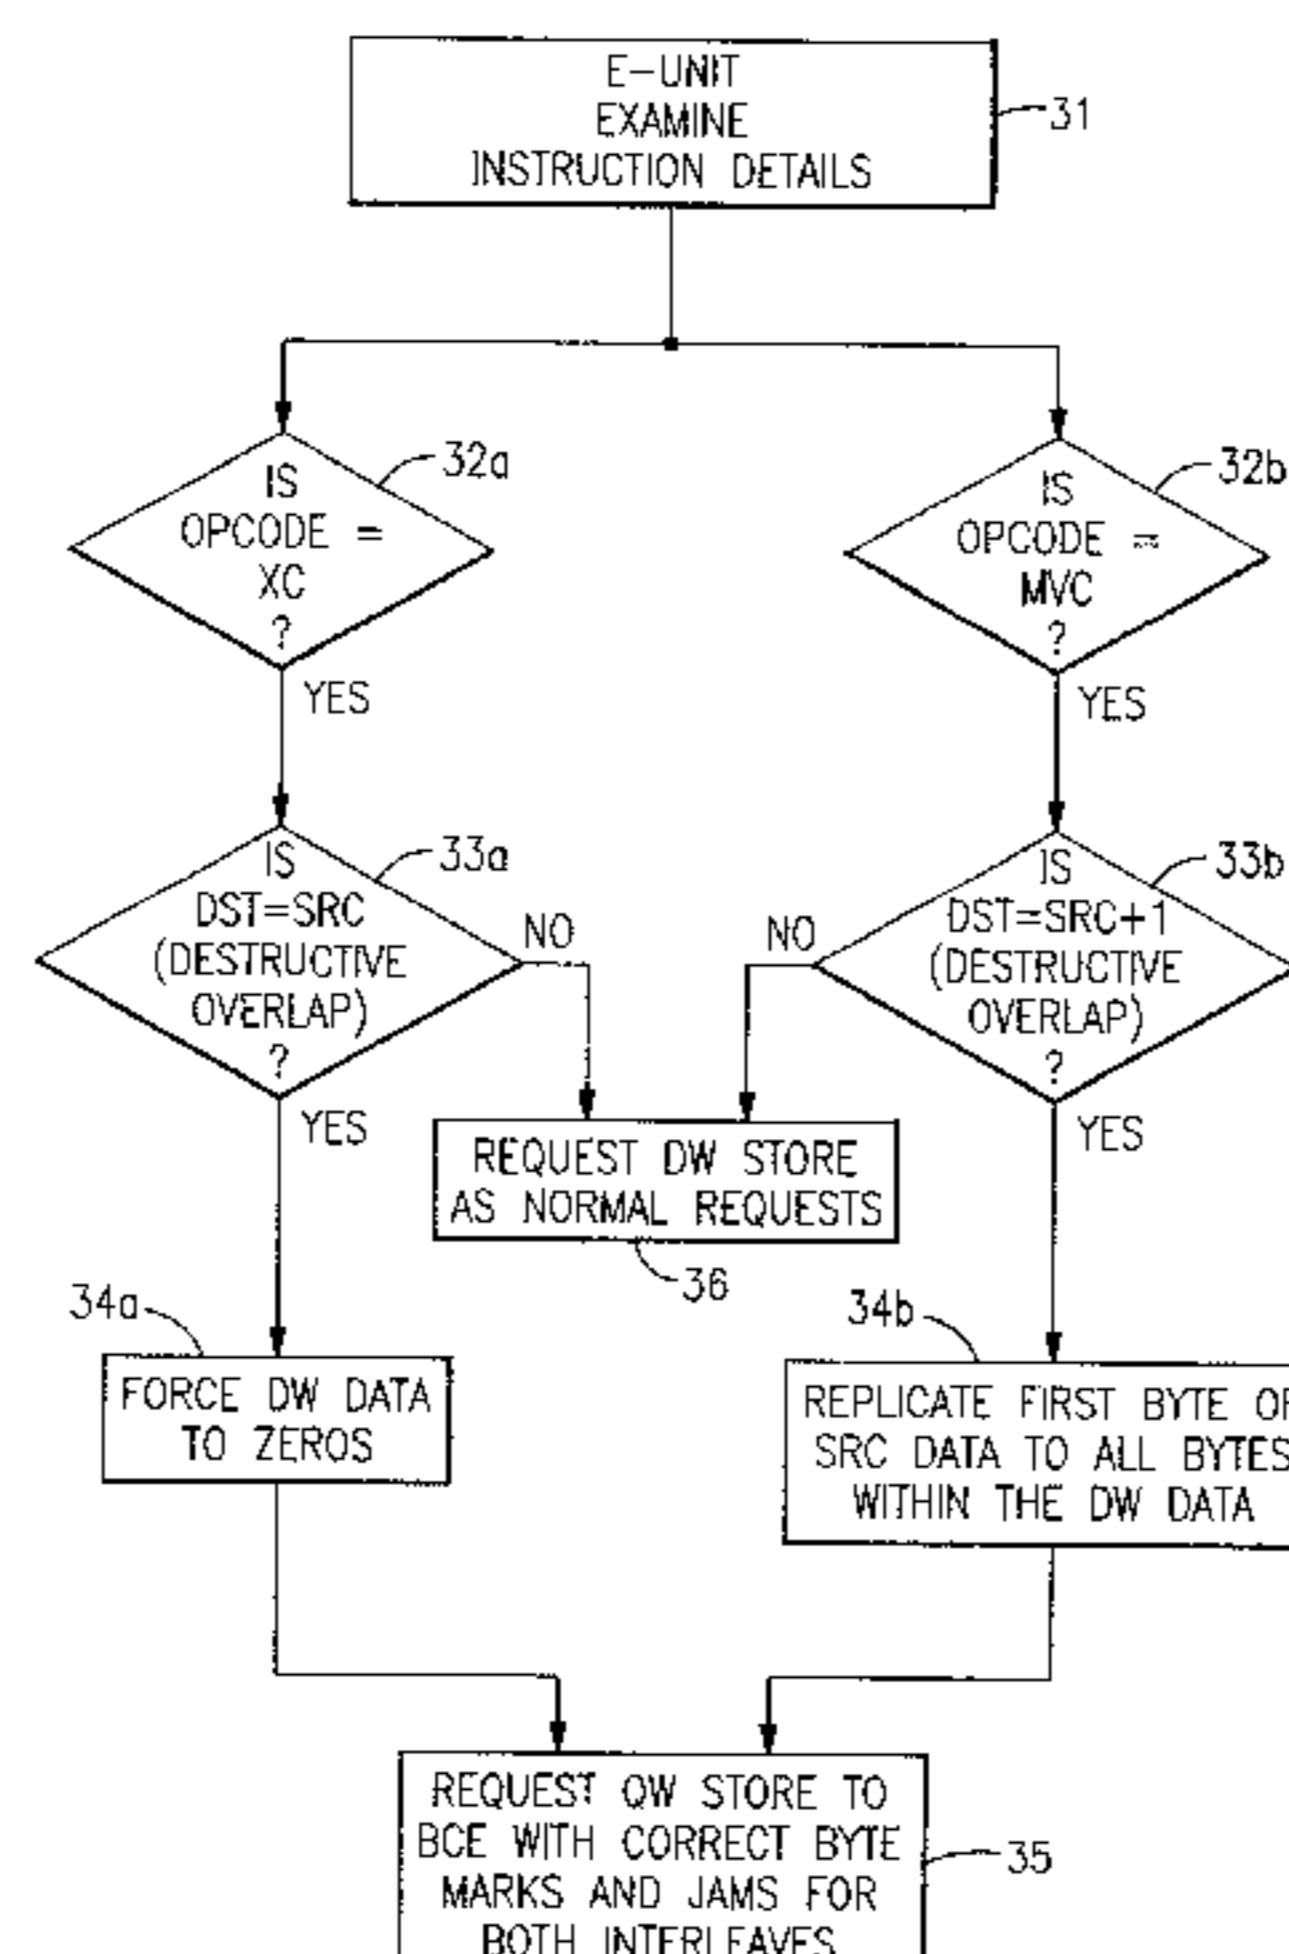 E-UNIT
EXAMINE
INSTRUCTION DETAILS
31
32a
IS
OPCODE =
XC
?
YES
32b
IS
OPCODE =
MVC
?
YES
33a
IS
DST=SRC
(DESTRUCTIVE
OVERLAP)
?
NO
YES
33b
IS
DST=SRC+1
(DESTRUCTIVE
OVERLAP)
?
NO
YES
REQUEST DW STORE
AS NORMAL REQUESTS
36
34a
FORCE DW DATA
TO ZEROS
34b
REPLICATE FIRST BYTE OF
SRC DATA TO ALL BYTES
WITHIN THE DW DATA
REQUEST QW STORE TO
BCE WITH CORRECT BYTE
MARKS AND JAMS FOR
BOTH INTERLEAVES
35